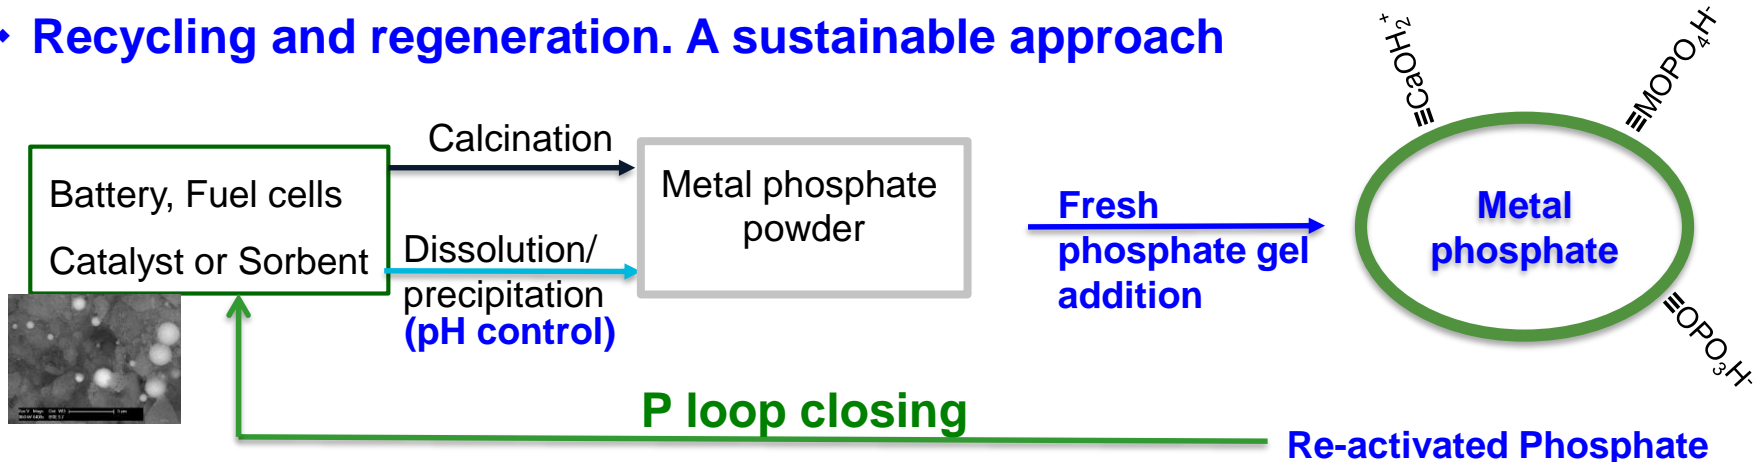 Recycling and regeneration. A sustainable approach
≡CaOH₂⁺
≡MOPO₄H⁻
Calcination
Battery, Fuel cells
Catalyst or Sorbent
Metal phosphate
powder
Dissolution/
precipitation
(pH control)
Fresh
phosphate gel
addition
Metal
phosphate
≡OPO₃H⁻
P loop closing
Re-activated Phosphate